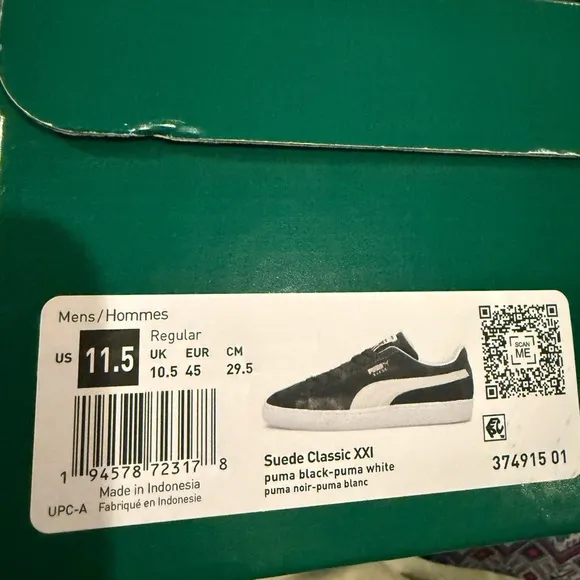 Mens/Hommes
Regular
US 11.5 UK 10.5 EUR 45 CM 29.5
PUMA
1 94578 72317 8
Made in Indonesia
UPC-A Fabriqué en Indonesie
Suede Classic XXI
puma black-puma white
puma noir-puma blanc
SCAN
ME
374915 01